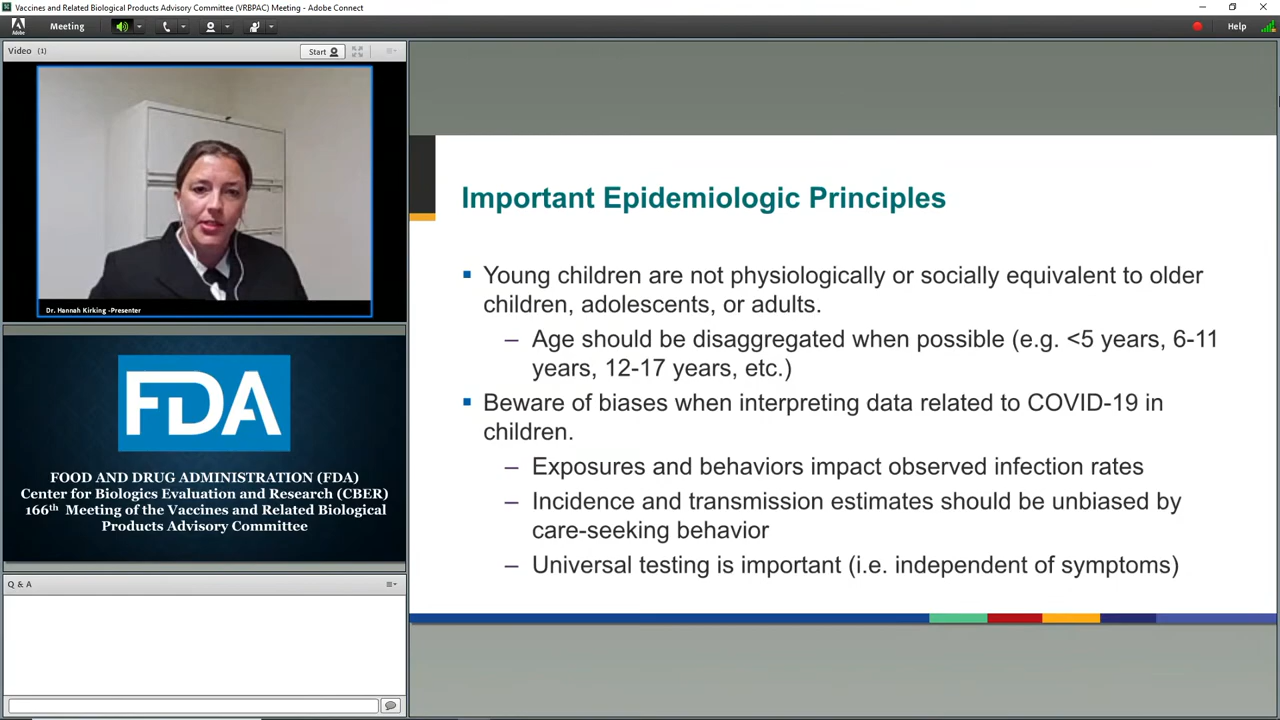 Vaccines and Related Biological Products Advisory Committee (VRBPAC) Meeting - Adobe Connect
Meeting
Help
Video (1)
Start
Dr. Hannah Kirking -Presenter
FDA
FOOD AND DRUG ADMINISTRATION (FDA)
Center for Biologics Evaluation and Research (CBER)
166th Meeting of the Vaccines and Related Biological
Products Advisory Committee
Q & A
Important Epidemiologic Principles
Young children are not physiologically or socially equivalent to older
children, adolescents, or adults.
– Age should be disaggregated when possible (e.g. <5 years, 6-11
years, 12-17 years, etc.)
Beware of biases when interpreting data related to COVID-19 in
children.
– Exposures and behaviors impact observed infection rates
– Incidence and transmission estimates should be unbiased by
care-seeking behavior
– Universal testing is important (i.e. independent of symptoms)